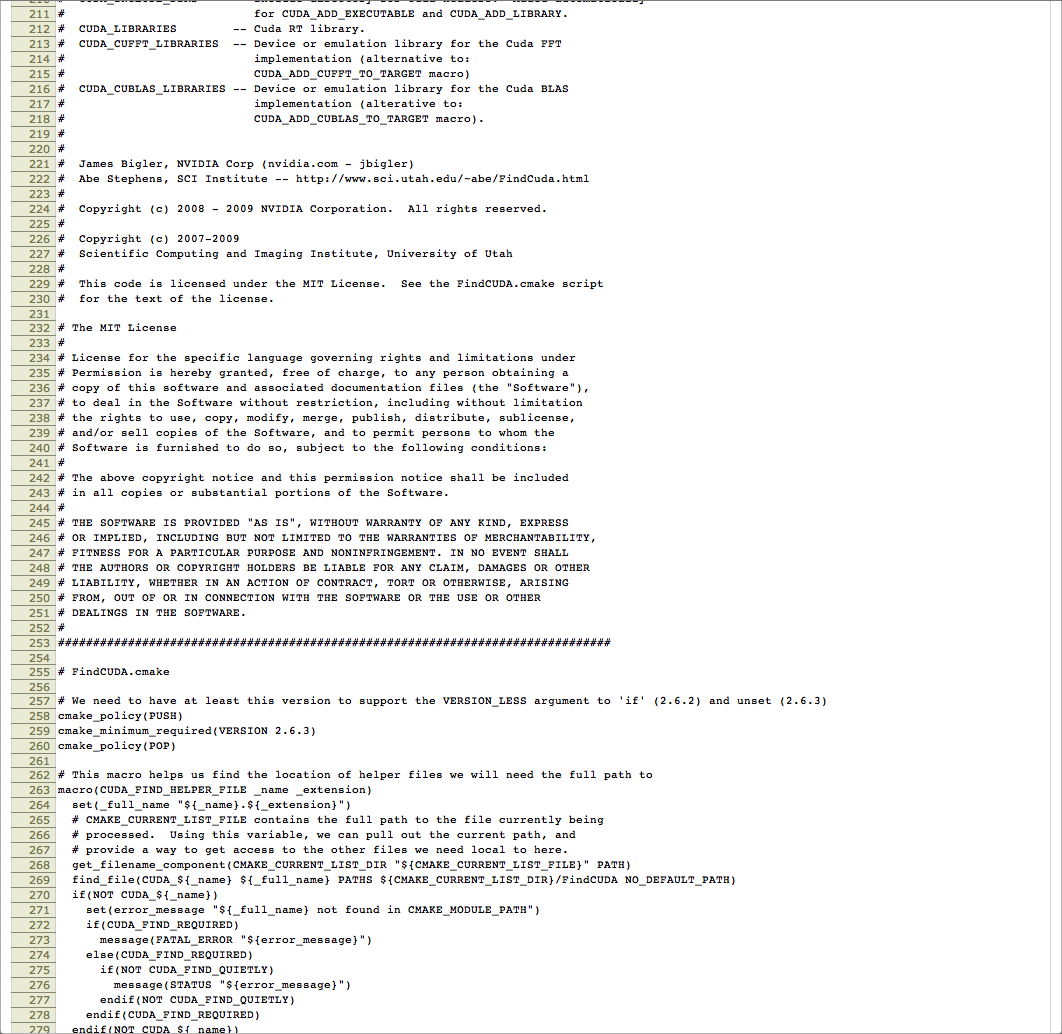 211 #                           for CUDA_ADD_EXECUTABLE and CUDA_ADD_LIBRARY.
212 #  CUDA_LIBRARIES        -- Cuda RT library.
213 #  CUDA_CUFFT_LIBRARIES  -- Device or emulation library for the Cuda FFT
214 #                           implementation (alternative to:
215 #                           CUDA_ADD_CUFFT_TO_TARGET macro)
216 #  CUDA_CUBLAS_LIBRARIES -- Device or emulation library for the Cuda BLAS
217 #                           implementation (alterative to:
218 #                           CUDA_ADD_CUBLAS_TO_TARGET macro).
219 #
220 #
221 #  James Bigler, NVIDIA Corp (nvidia.com - jbigler)
222 #  Abe Stephens, SCI Institute -- http://www.sci.utah.edu/~abe/FindCuda.html
223 #
224 #  Copyright (c) 2008 - 2009 NVIDIA Corporation.  All rights reserved.
225 #
226 #  Copyright (c) 2007-2009
227 #  Scientific Computing and Imaging Institute, University of Utah
228 #
229 #  This code is licensed under the MIT License.  See the FindCUDA.cmake script
230 #  for the text of the license.
231
232 # The MIT License
233 #
234 # License for the specific language governing rights and limitations under
235 # Permission is hereby granted, free of charge, to any person obtaining a
236 # copy of this software and associated documentation files (the "Software"),
237 # to deal in the Software without restriction, including without limitation
238 # the rights to use, copy, modify, merge, publish, distribute, sublicense,
239 # and/or sell copies of the Software, and to permit persons to whom the
240 # Software is furnished to do so, subject to the following conditions:
241 #
242 # The above copyright notice and this permission notice shall be included
243 # in all copies or substantial portions of the Software.
244 #
245 # THE SOFTWARE IS PROVIDED "AS IS", WITHOUT WARRANTY OF ANY KIND, EXPRESS
246 # OR IMPLIED, INCLUDING BUT NOT LIMITED TO THE WARRANTIES OF MERCHANTABILITY,
247 # FITNESS FOR A PARTICULAR PURPOSE AND NONINFRINGEMENT. IN NO EVENT SHALL
248 # THE AUTHORS OR COPYRIGHT HOLDERS BE LIABLE FOR ANY CLAIM, DAMAGES OR OTHER
249 # LIABILITY, WHETHER IN AN ACTION OF CONTRACT, TORT OR OTHERWISE, ARISING
250 # FROM, OUT OF OR IN CONNECTION WITH THE SOFTWARE OR THE USE OR OTHER
251 # DEALINGS IN THE SOFTWARE.
252 #
253 ###############################################################################
254
255 # FindCUDA.cmake
256
257 # We need to have at least this version to support the VERSION_LESS argument to 'if' (2.6.2) and unset (2.6.3)
258 cmake_policy(PUSH)
259 cmake_minimum_required(VERSION 2.6.3)
260 cmake_policy(POP)
261
262 # This macro helps us find the location of helper files we will need the full path to
263 macro(CUDA_FIND_HELPER_FILE _name _extension)
264   set(_full_name "${_name}.${_extension}")
265   # CMAKE_CURRENT_LIST_FILE contains the full path to the file currently being
266   # processed.  Using this variable, we can pull out the current path, and
267   # provide a way to get access to the other files we need local to here.
268   get_filename_component(CMAKE_CURRENT_LIST_DIR "${CMAKE_CURRENT_LIST_FILE}" PATH)
269   find_file(CUDA_${_name} ${_full_name} PATHS ${CMAKE_CURRENT_LIST_DIR}/FindCUDA NO_DEFAULT_PATH)
270   if(NOT CUDA_${_name})
271     set(error_message "${_full_name} not found in CMAKE_MODULE_PATH")
272     if(CUDA_FIND_REQUIRED)
273       message(FATAL_ERROR "${error_message}")
274     else(CUDA_FIND_REQUIRED)
275       if(NOT CUDA_FIND_QUIETLY)
276         message(STATUS "${error_message}")
277       endif(NOT CUDA_FIND_QUIETLY)
278     endif(CUDA_FIND_REQUIRED)
279   endif(NOT CUDA_${_name})